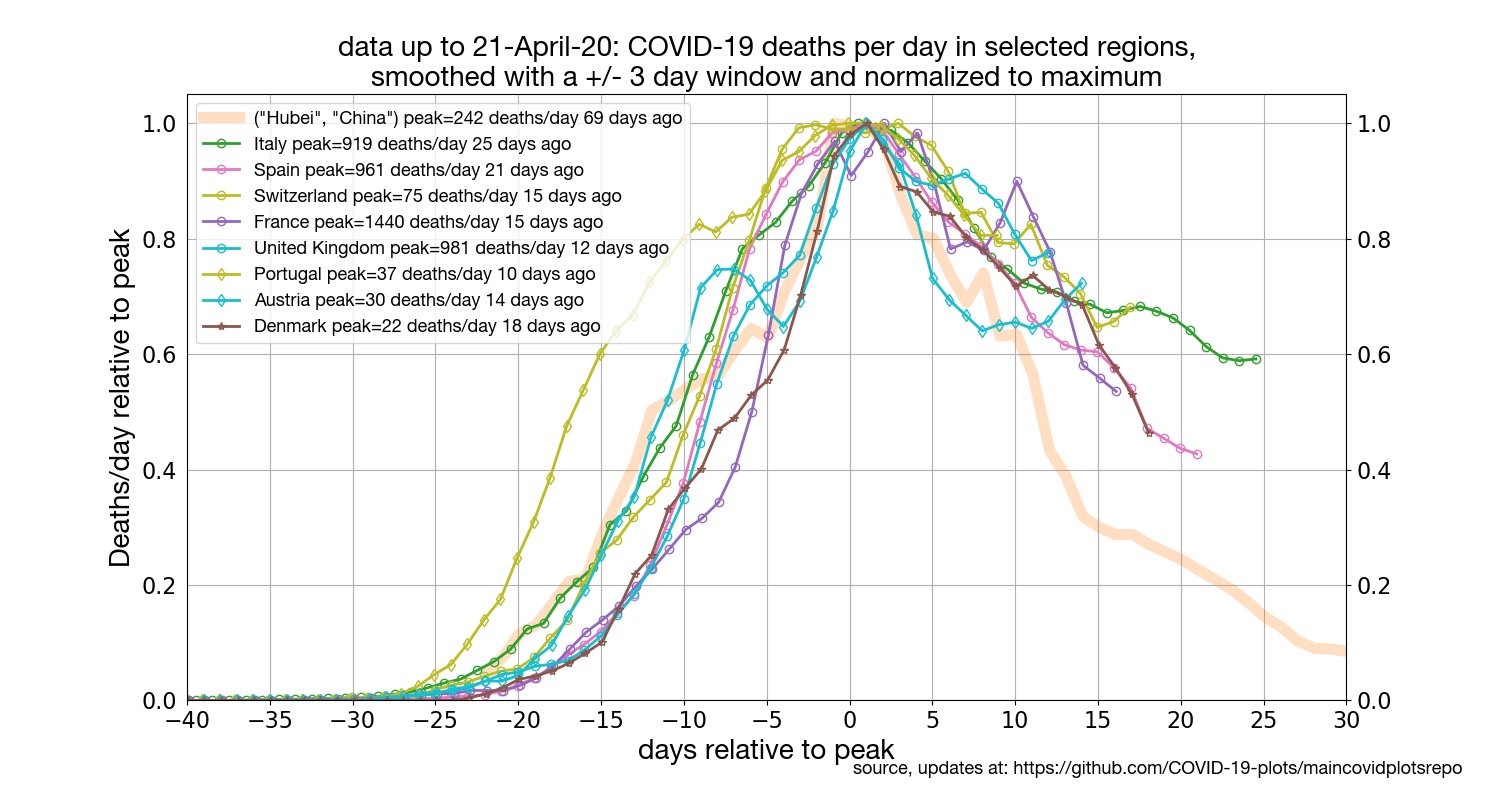 data up to 21-April-20: COVID-19 deaths per day in selected regions,
smoothed with a +/- 3 day window and normalized to maximum
("Hubei", "China") peak=242 deaths/day 69 days ago
Italy peak=919 deaths/day 25 days ago
Spain peak=961 deaths/day 21 days ago
Switzerland peak=75 deaths/day 15 days ago
France peak=1440 deaths/day 15 days ago
United Kingdom peak=981 deaths/day 12 days ago
Portugal peak=37 deaths/day 10 days ago
Austria peak=30 deaths/day 14 days ago
Denmark peak=22 deaths/day 18 days ago
Deaths/day relative to peak
1.0
0.8
0.6
0.4
0.2
0.0
1.0
0.8
0.6
0.4
0.2
0.0
−40 −35 −30 −25 −20 −15 −10 −5 0 5 10 15 20 25 30
days relative to peak
source, updates at: https://github.com/COVID-19-plots/maincovidplotsrepo